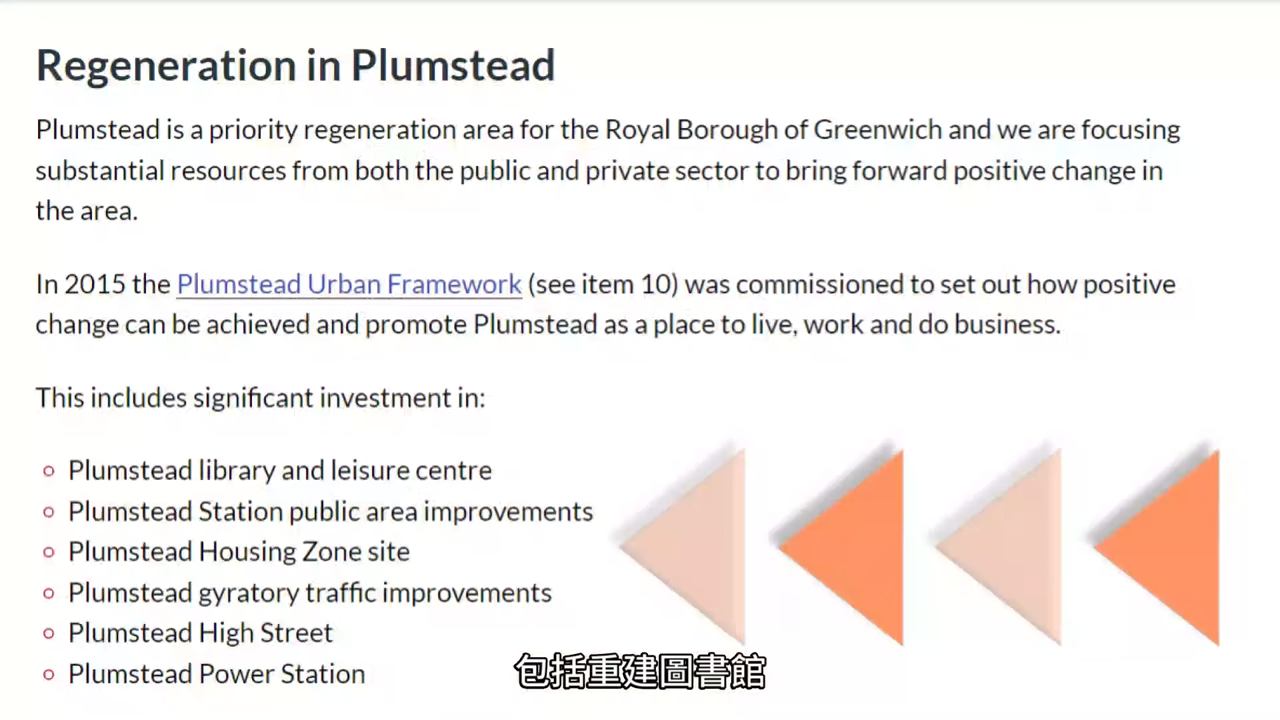 Regeneration in Plumstead
Plumstead is a priority regeneration area for the Royal Borough of Greenwich and we are focusing
substantial resources from both the public and private sector to bring forward positive change in
the area.
In 2015 the Plumstead Urban Framework (see item 10) was commissioned to set out how positive
change can be achieved and promote Plumstead as a place to live, work and do business.
This includes significant investment in:
Plumstead library and leisure centre
Plumstead Station public area improvements
Plumstead Housing Zone site
Plumstead gyratory traffic improvements
Plumstead High Street
Plumstead Power Station
包括重建圖書館